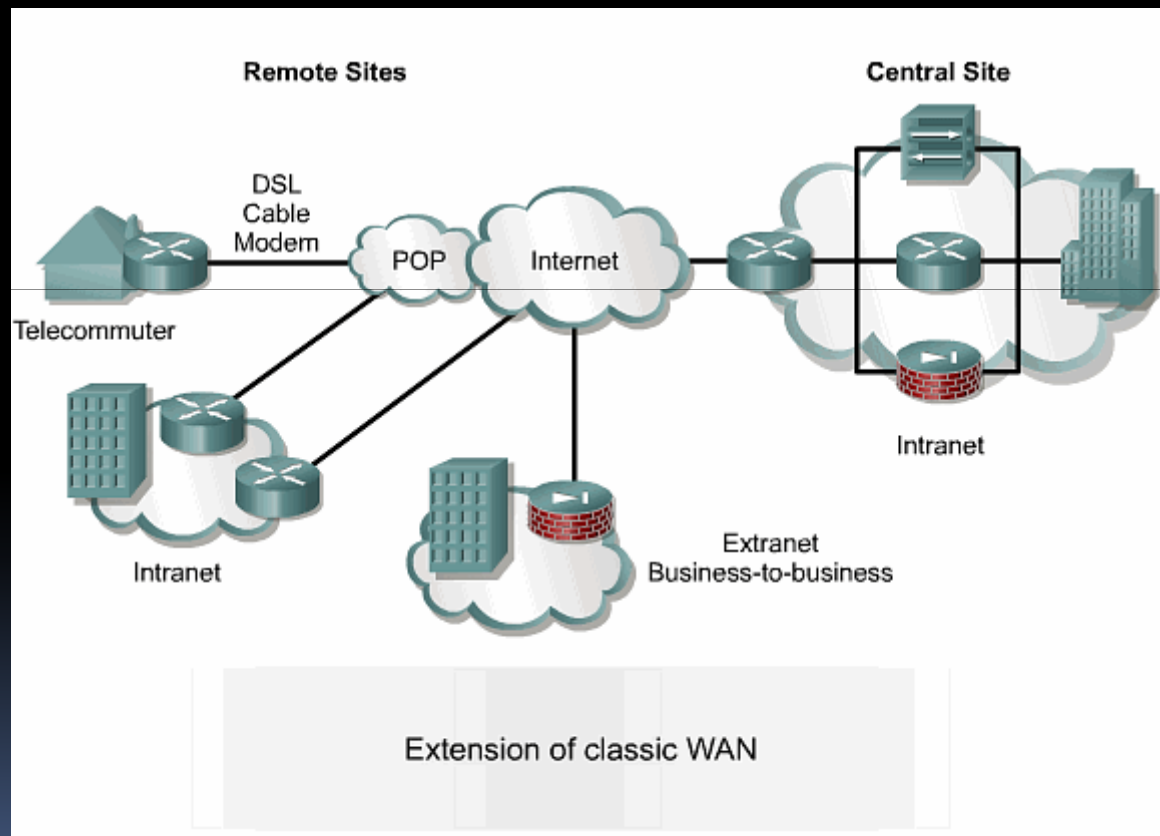 Remote Sites
Central Site
DSL
Cable
Modem
POP
Internet
Telecommuter
Intranet
Intranet
Extranet
Business-to-business
Extension of classic WAN